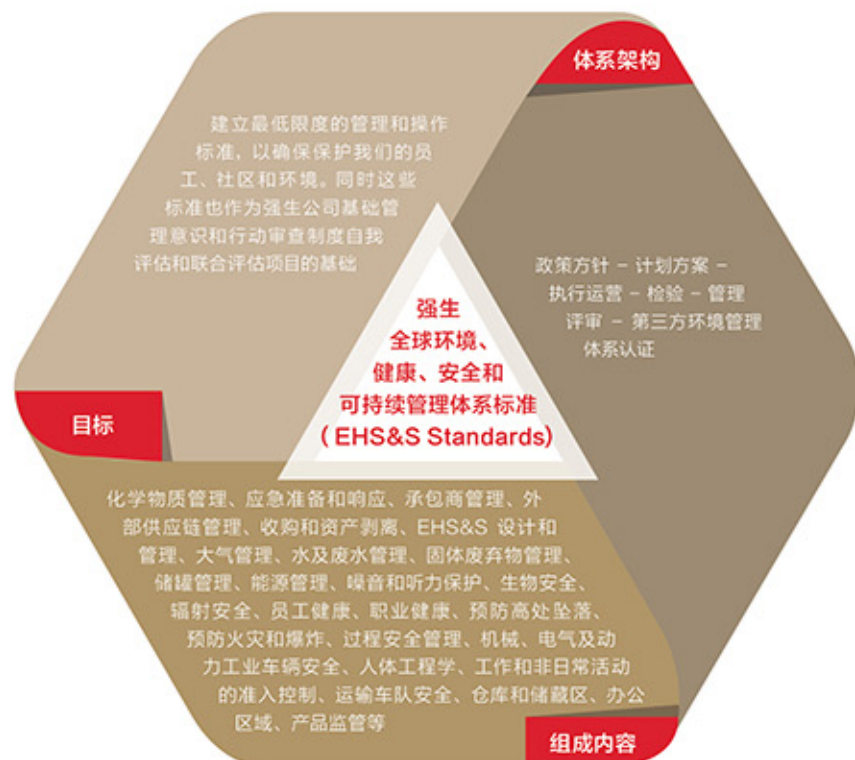 体系架构
建立最低限度的管理和操作
标准，以确保保护我们的员
工、社区和环境。同时这些
标准也作为强生公司基础管
理意识和行动审查制度自我
评估和联合评估项目的基础
政策方针 – 计划方案 –
执行运营 – 检验 – 管理
评审 – 第三方环境管理
体系认证
强生
全球环境、
健康、安全和
可持续管理体系标准
（EHS&S Standards）
目标
化学物质管理、应急准备和响应、承包商管理、外
部供应链管理、收购和资产剥离、EHS&S 设计和
管理、大气管理、水及废水管理、固体废弃物管理、
储罐管理、能源管理、噪音和听力保护、生物安全、
辐射安全、员工健康、职业健康、预防高处坠落、
预防火灾和爆炸、过程安全管理、机械、电气及动
力工业车辆安全、人体工程学、工作和非日常活动
的准入控制、运输车队安全、仓库和储藏区、办公
区域、产品监管等
组成内容